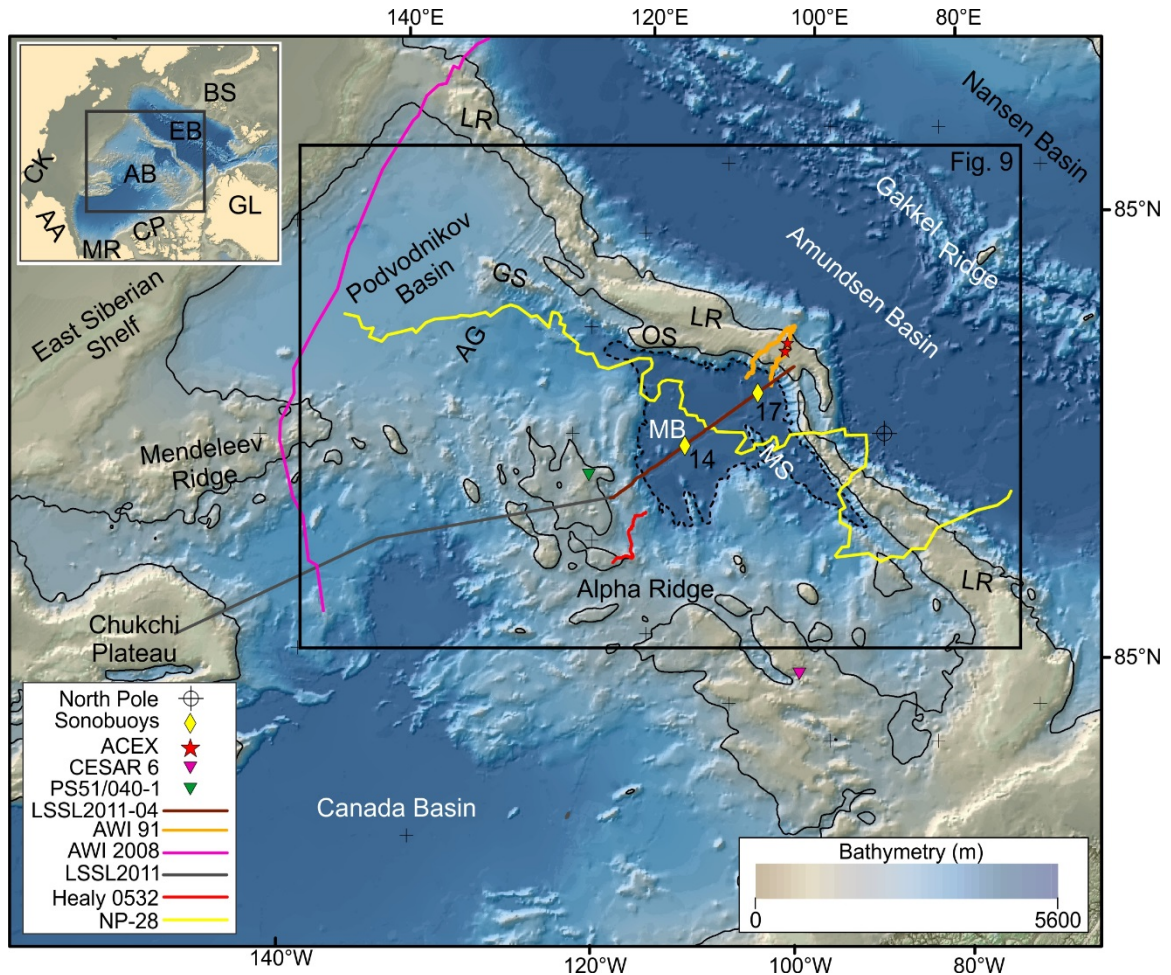 140°E
120°E
100°E
80°E
BS
EB
CK
AB
AA
GL
CP
MR
LR
Nansen Basin
Fig. 9
Gakkel Ridge
85°N
Amundsen Basin
Podvodnikov
Basin
GS
East Siberian
Shelf
AG
LR
OS
17
MB
14
MS
Mendeleev
Ridge
Alpha Ridge
LR
Chukchi
Plateau
85°N
North Pole
Sonobuoys
ACEX
CESAR 6
PS51/040-1
LSSL2011-04
AWI 91
AWI 2008
LSSL2011
Healy 0532
NP-28
Canada Basin
Bathymetry (m)
0
5600
140°W
120°W
100°W
80°W